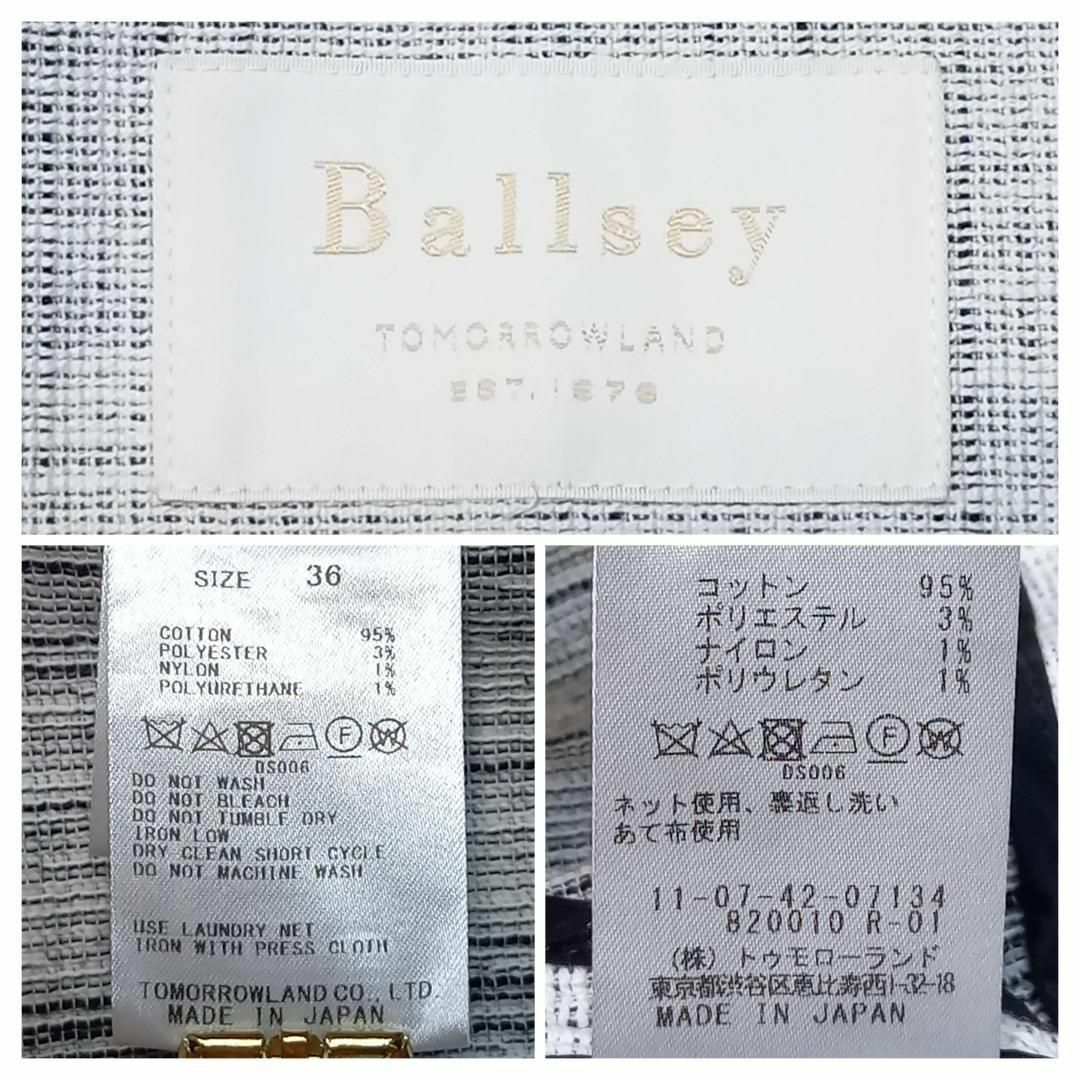 Ballsey
TOMORROWLAND
EST. 1978
SIZE 36
COTTON 95%
POLYESTER 3%
NYLON 1%
POLYURETHANE 1%
F W
DS006
DO NOT WASH
DO NOT BLEACH
DO NOT TUMBLE DRY
IRON LOW
DRY CLEAN SHORT CYCLE
DO NOT MACHINE WASH
USE LAUNDRY NET
IRON WITH PRESS CLOTH
TOMORROWLAND CO., LTD.
MADE IN JAPAN
コットン 95%
ポリエステル 3%
ナイロン 1%
ポリウレタン 1%
F W
DS006
ネット使用、裏返し洗い
あて布使用
11-07-42-07134
820010 R-01
(株)トゥモローランド
東京都渋谷区恵比寿西1-32-18
MADE IN JAPAN